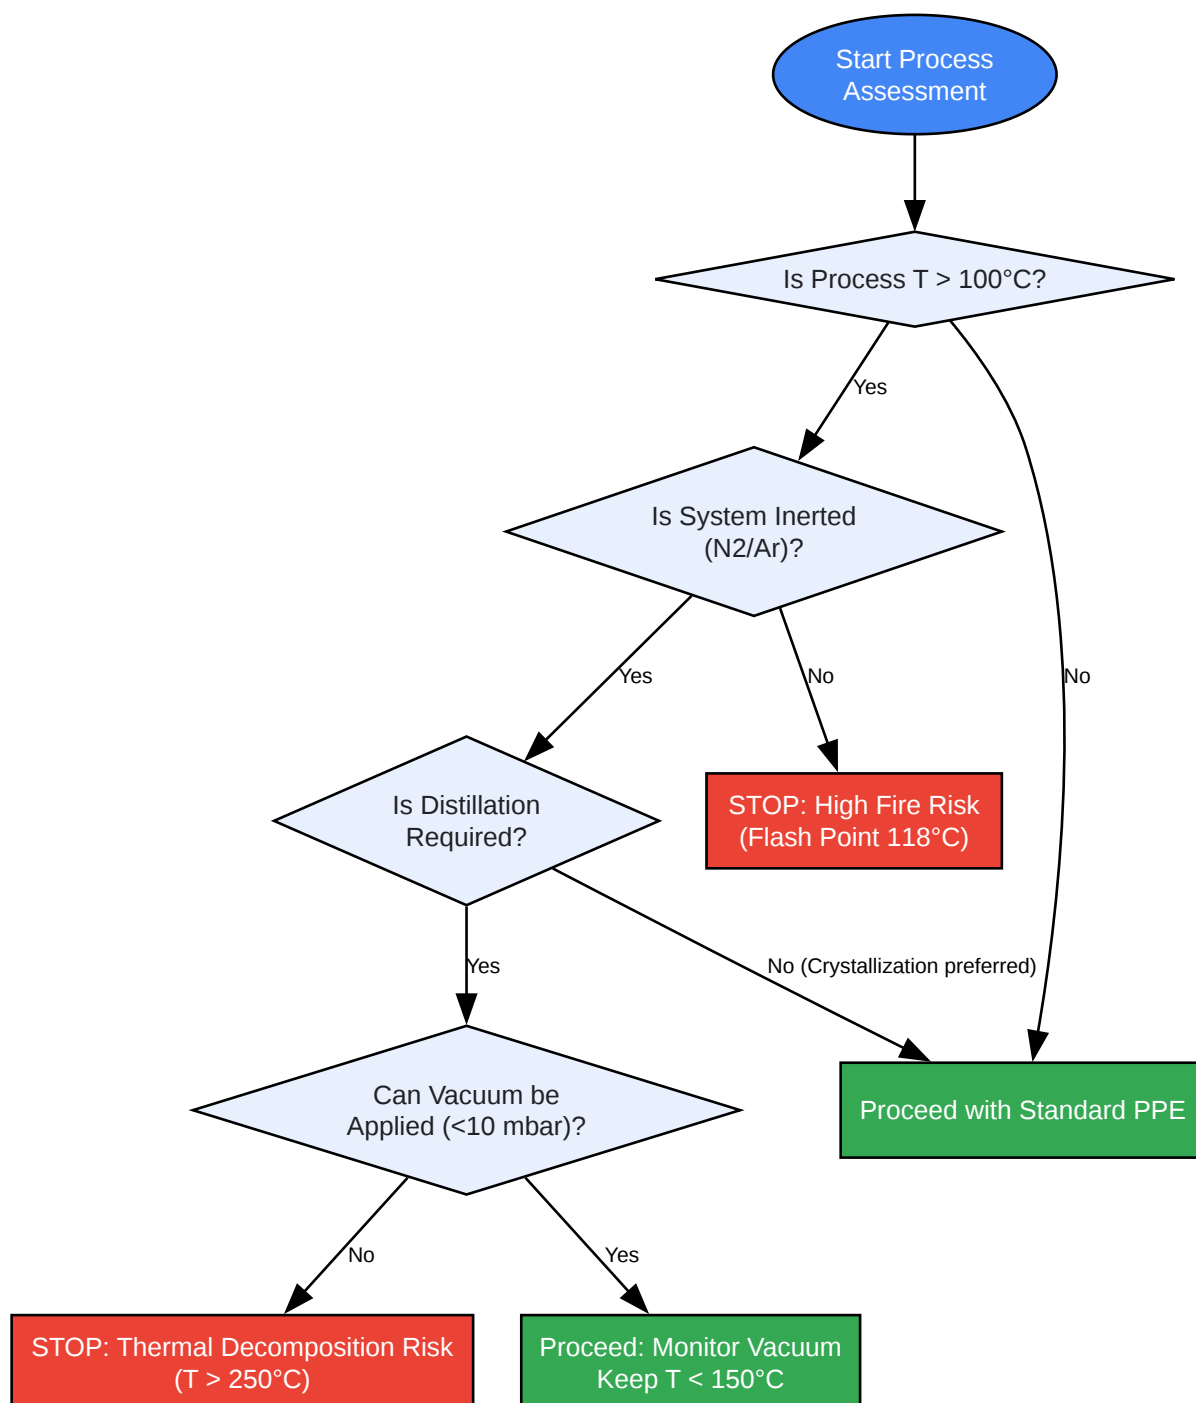 Start Process
Assessment
Is Process T > 100°C?
Yes
Is System Inerted
(N2/Ar)?
Yes
No
No
Is Distillation
Required?
STOP: High Fire Risk
(Flash Point 118°C)
Yes
No (Crystallization preferred)
Can Vacuum be
Applied (<10 mbar)?
Proceed with Standard PPE
No
Yes
STOP: Thermal Decomposition Risk
(T > 250°C)
Proceed: Monitor Vacuum
Keep T < 150°C